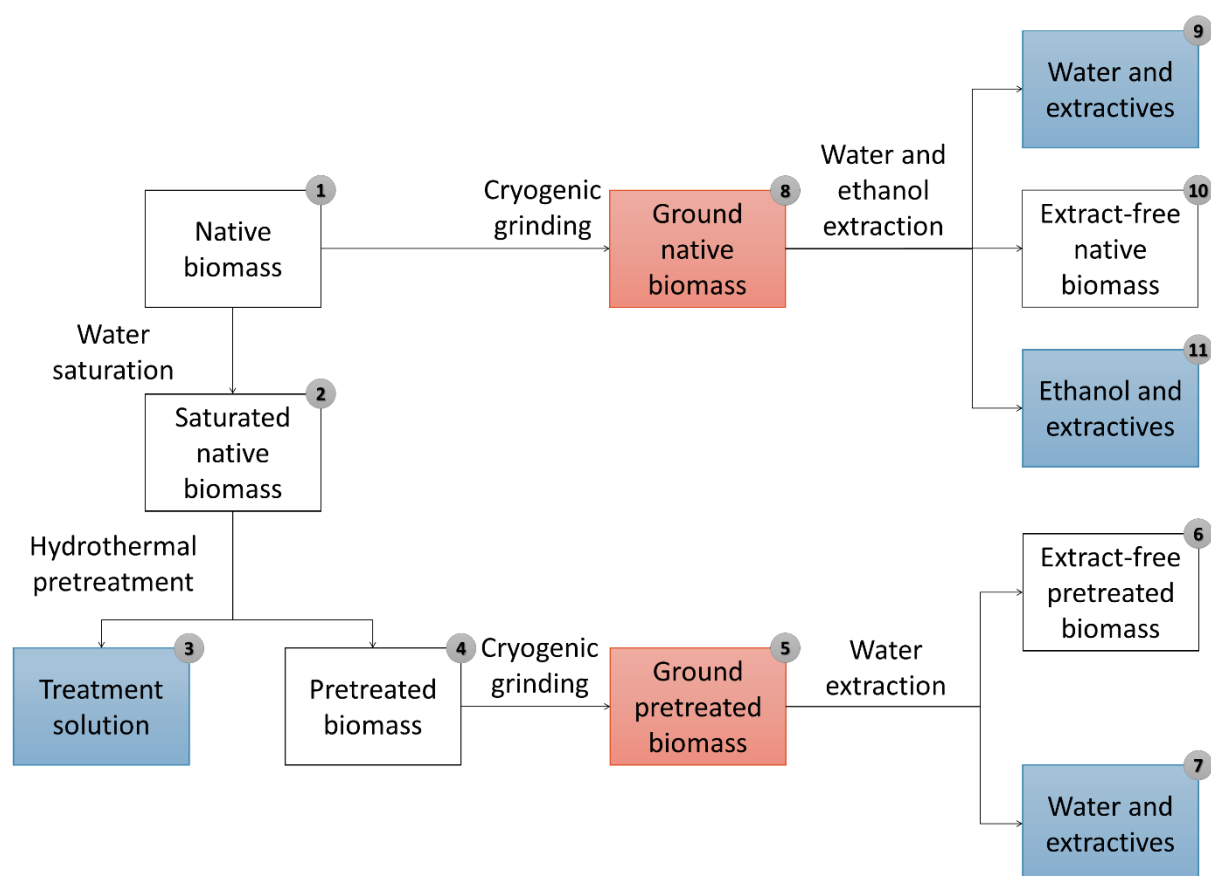 9
Water and
extractives
Water and
ethanol
extraction
1
Native
biomass
Cryogenic
grinding
8
Ground
native
biomass
10
Extract-free
native
biomass
Water
saturation
11
Ethanol and
extractives
2
Saturated
native
biomass
Hydrothermal
pretreatment
6
Extract-free
pretreated
biomass
3
Treatment
solution
4
Pretreated
biomass
Cryogenic
grinding
5
Ground
pretreated
biomass
Water
extraction
7
Water and
extractives